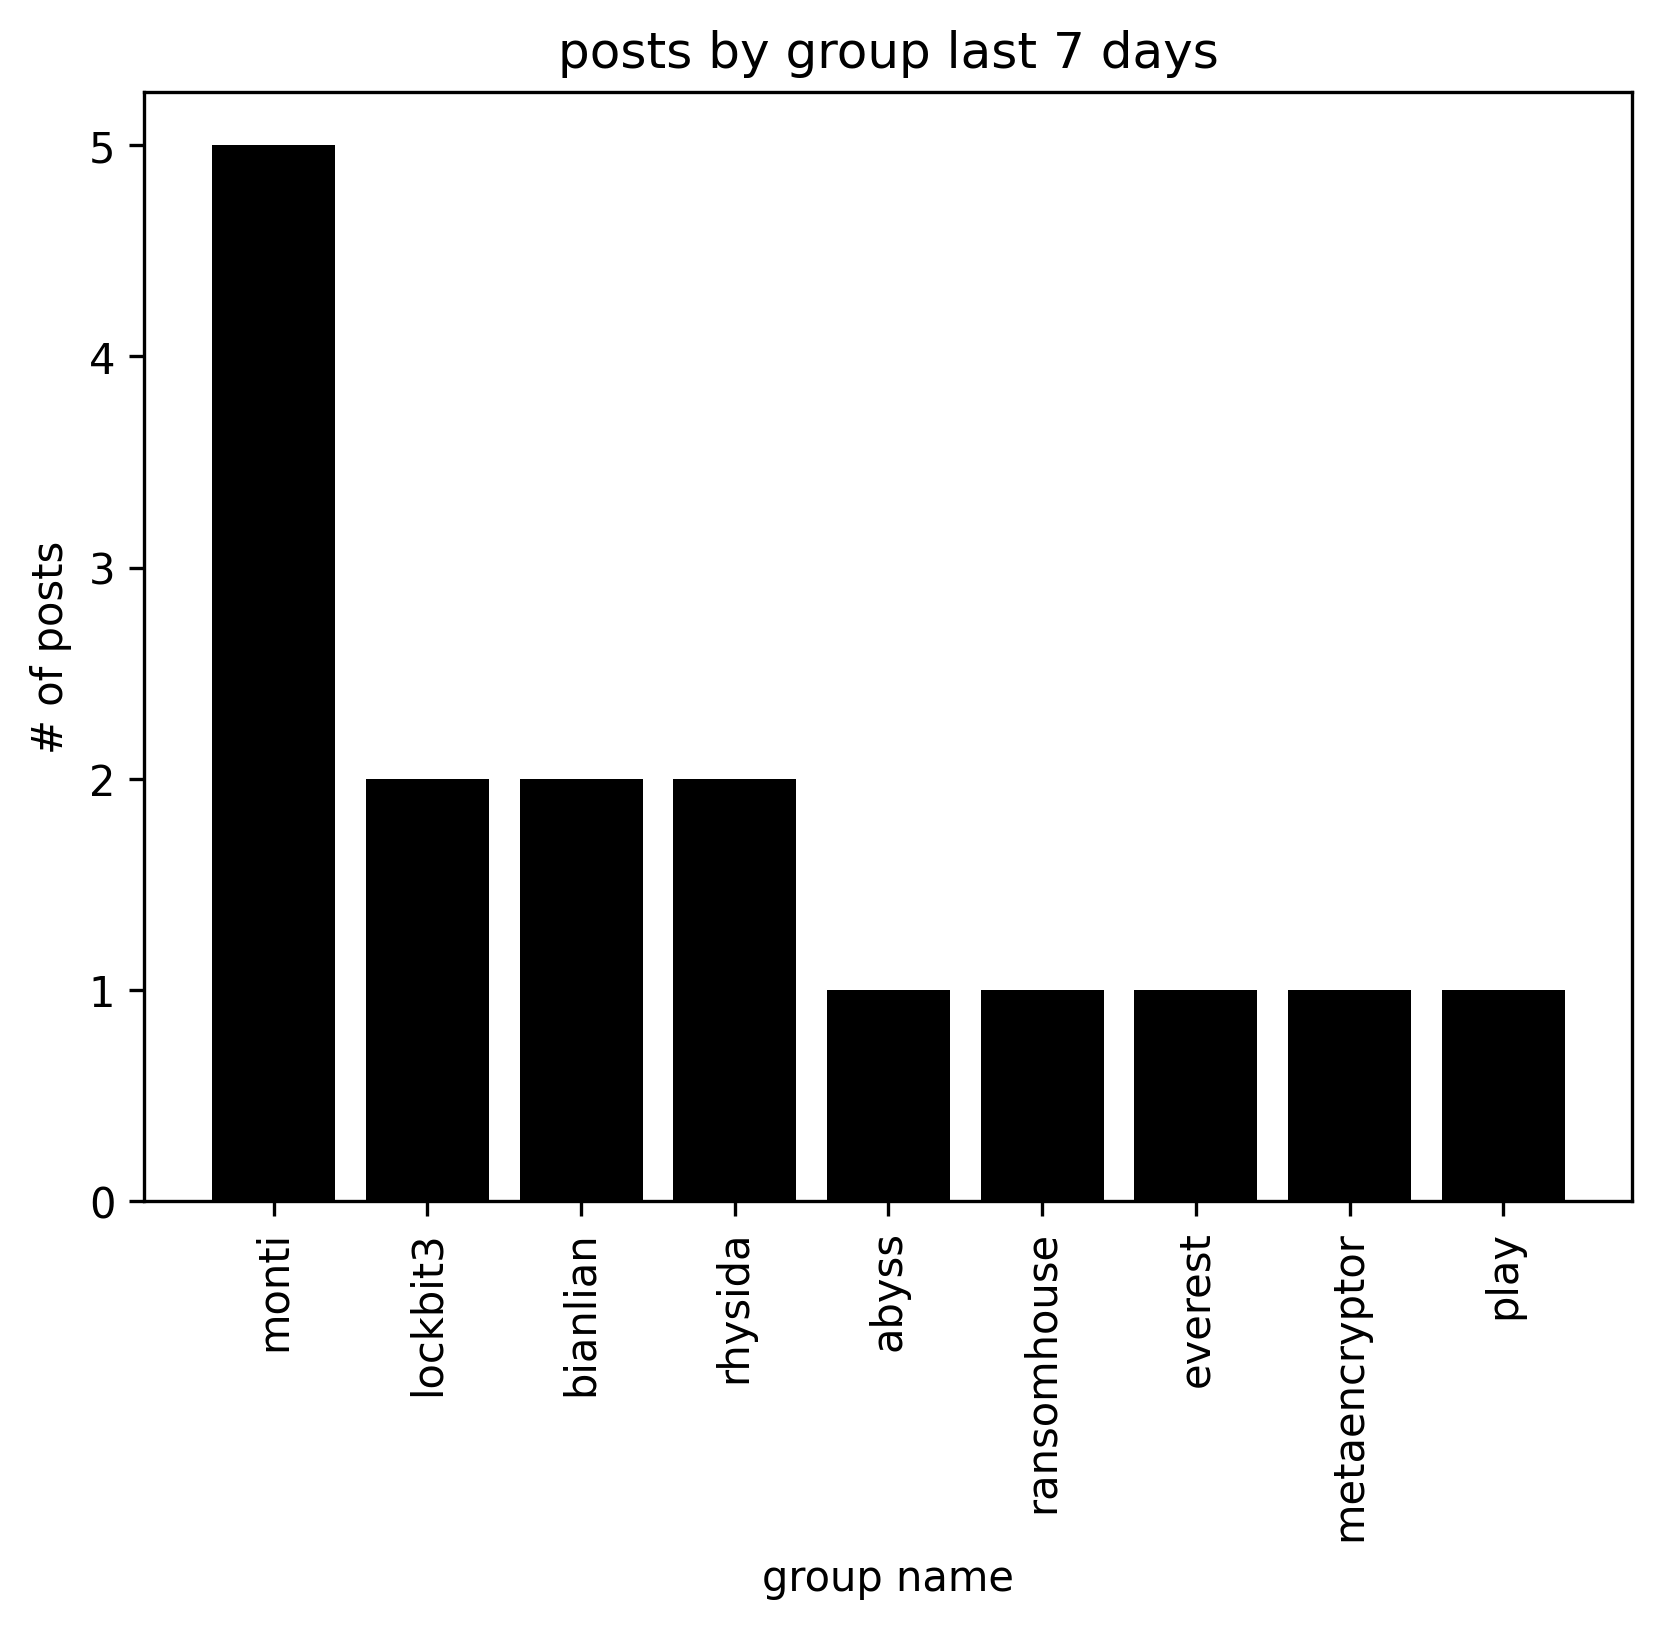 posts by group last 7 days
# of posts
5
4
3
2
1
0
monti
lockbit3
bianlian
rhysida
abyss
ransomhouse
everest
metaencryptor
play
group name